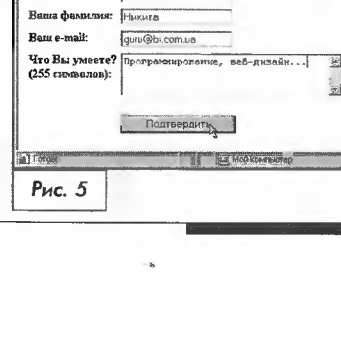 Ваша фамилия: Никита
Ваш e-mail: guru@bi.com.ua
Что Вы умеете? Программирование, веб-дизайн...
(255 символов):
Подтвердить
Готово Мой компьютер
Рис. 5